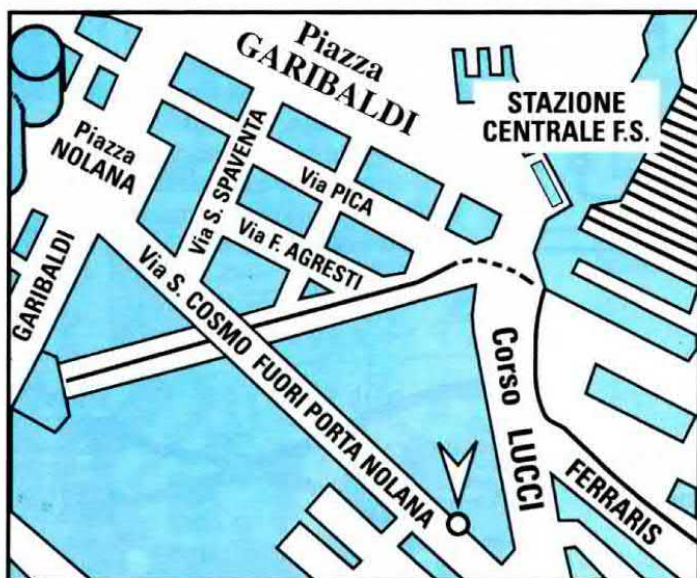 Piazza
GARIBALDI
STAZIONE
CENTRALE F.S.
Piazza
NOLANA
Via S. SPAVENTA
Via PICA
Via F. AGRESTI
GARIBALDI
Via S. COSMO FUORI PORTA NOLANA
Corso LUCCI
FERRARIS